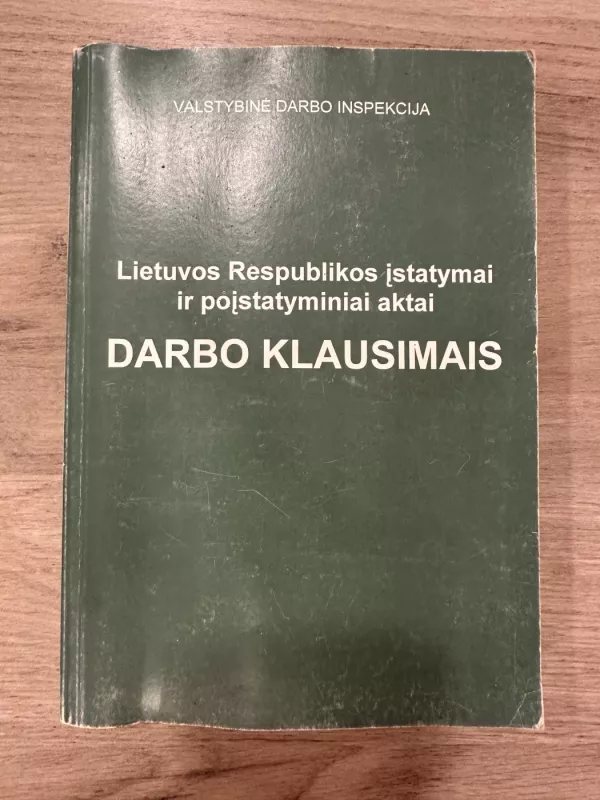 VALSTYBINĖ DARBO INSPEKCIJA
Lietuvos Respublikos įstatymai
ir poįstatyminiai aktai
DARBO KLAUSIMAIS